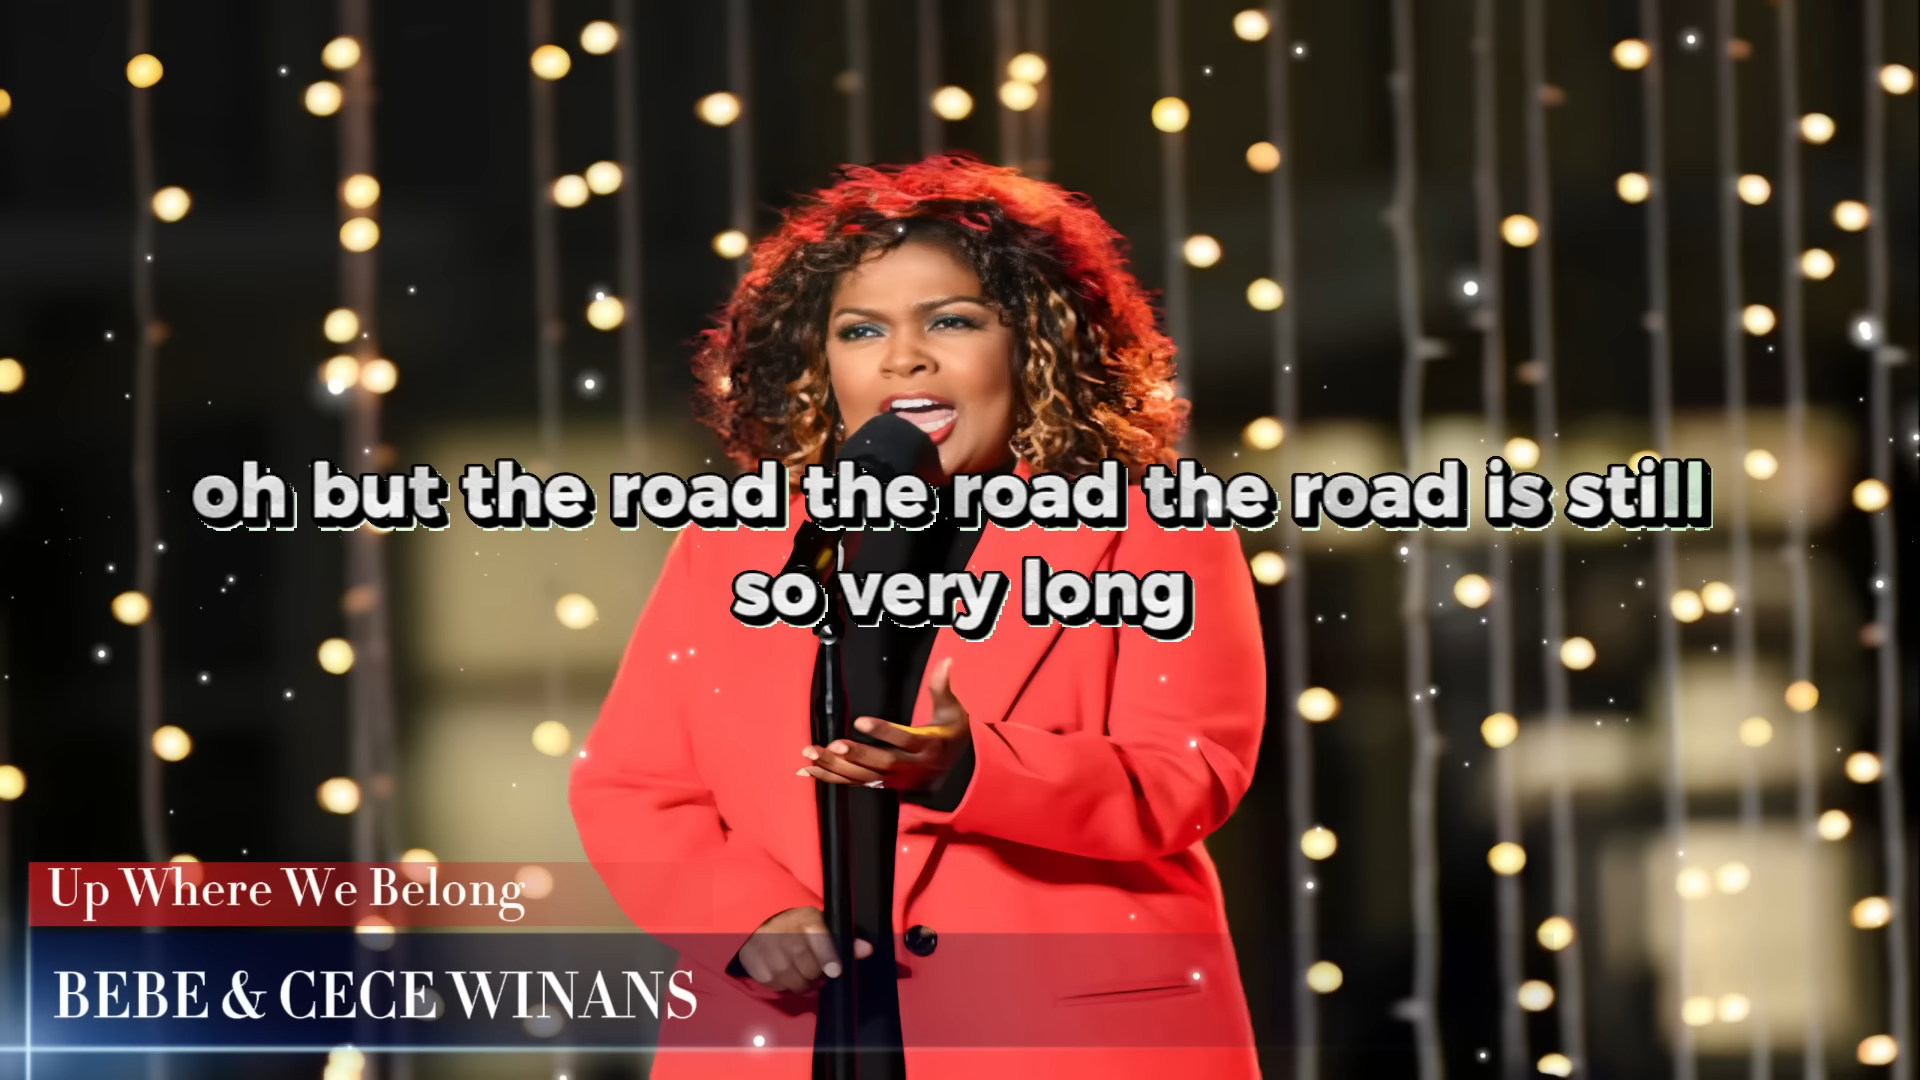 oh but the road the road the road is still
so very long
Up Where We Belong
BEBE & CECE WINANS